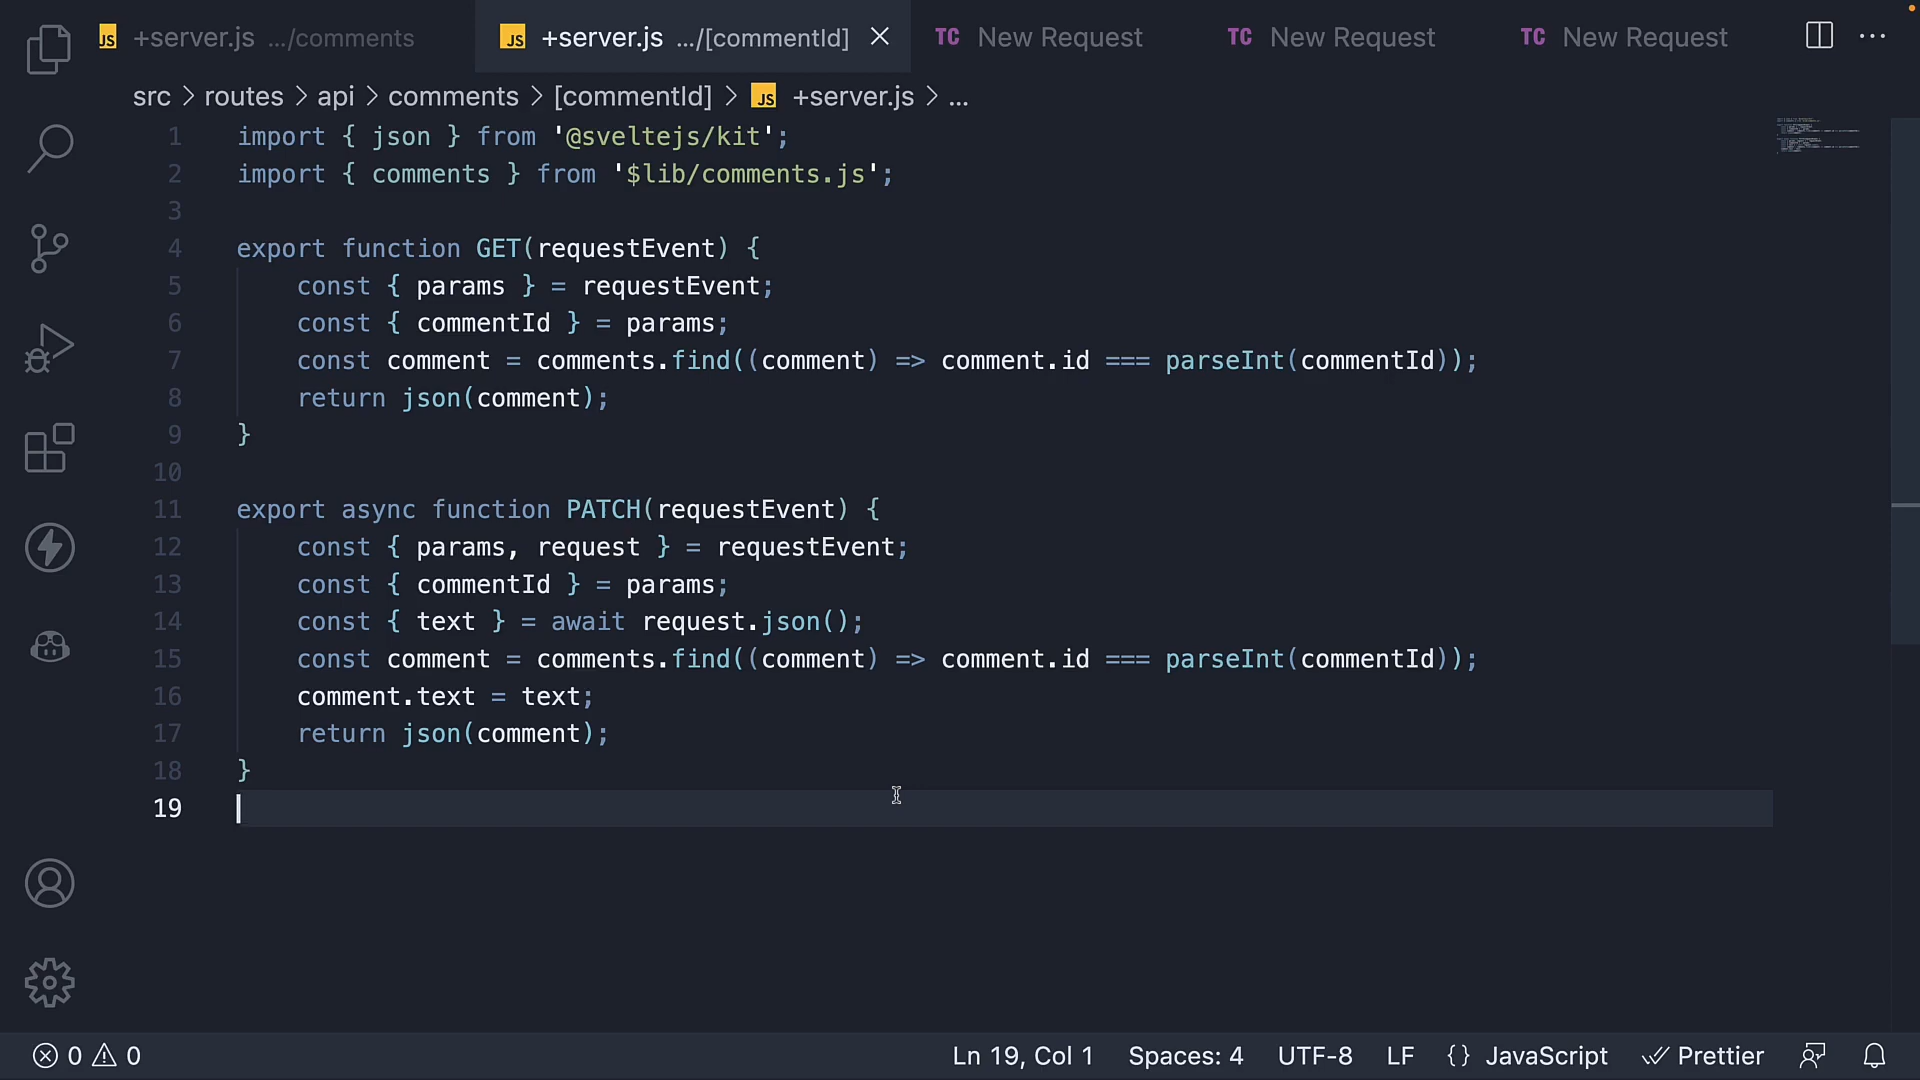 JS +server.js .../comments
JS +server.js .../[commentId]
TC New Request
TC New Request
TC New Request
src > routes > api > comments > [commentId] > JS +server.js > ...
1 import { json } from '@sveltejs/kit';
2 import { comments } from '$lib/comments.js';
3
4 export function GET(requestEvent) {
5 const { params } = requestEvent;
6 const { commentId } = params;
7 const comment = comments.find((comment) => comment.id === parseInt(commentId));
8 return json(comment);
9 }
10
11 export async function PATCH(requestEvent) {
12 const { params, request } = requestEvent;
13 const { commentId } = params;
14 const { text } = await request.json();
15 const comment = comments.find((comment) => comment.id === parseInt(commentId));
16 comment.text = text;
17 return json(comment);
18 }
19
0 0 Ln 19, Col 1 Spaces: 4 UTF-8 LF {} JavaScript Prettier